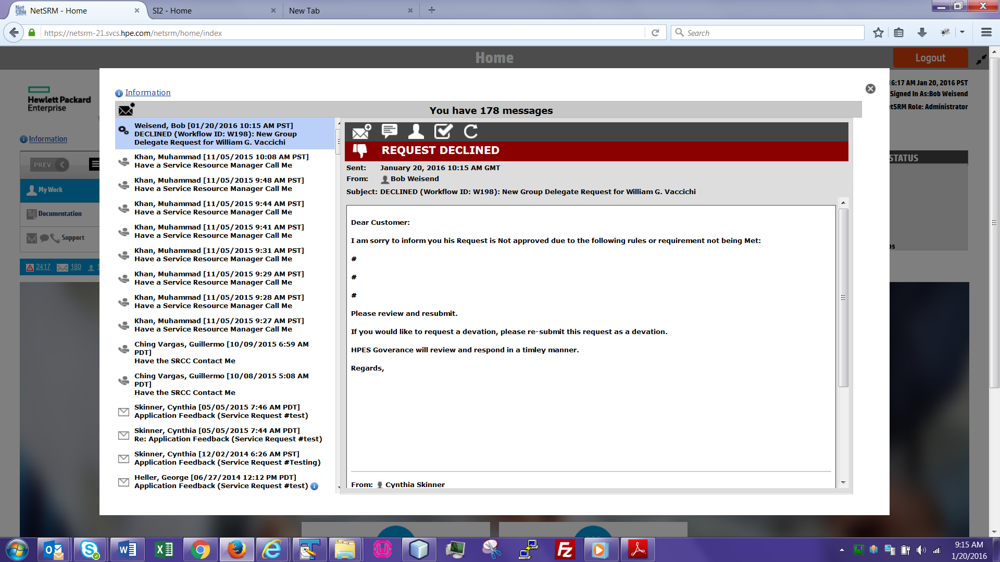 NetSRM - Home
SI2 - Home
New Tab
https://netsrm-21.svcs.hpe.com/netsrm/home/index
Search
Home
Logout
6:17 AM Jan 20, 2016 PST
Signed In As:Bob Weisend
tSRM Role: Administrator
Hewlett Packard
Enterprise
Information
PREV
My Work
Documentation
Support
2417
180
STATUS
Information
You have 178 messages
Weisend, Bob [01/20/2016 10:15 AM PST]
DECLINED (Workflow ID: W198): New Group
Delegate Request for William G. Vaccichi
Khan, Muhammad [11/05/2015 10:08 AM PST]
Have a Service Resource Manager Call Me
Khan, Muhammad [11/05/2015 9:48 AM PST]
Have a Service Resource Manager Call Me
Khan, Muhammad [11/05/2015 9:44 AM PST]
Have a Service Resource Manager Call Me
Khan, Muhammad [11/05/2015 9:41 AM PST]
Have a Service Resource Manager Call Me
Khan, Muhammad [11/05/2015 9:31 AM PST]
Have a Service Resource Manager Call Me
Khan, Muhammad [11/05/2015 9:29 AM PST]
Have a Service Resource Manager Call Me
Khan, Muhammad [11/05/2015 9:28 AM PST]
Have a Service Resource Manager Call Me
Khan, Muhammad [11/05/2015 9:27 AM PST]
Have a Service Resource Manager Call Me
Ching Vargas, Guillermo [10/09/2015 6:59 AM
PDT]
Have the SRCC Contact Me
Ching Vargas, Guillermo [10/08/2015 5:08 AM
PDT]
Have the SRCC Contact Me
Skinner, Cynthia [05/05/2015 7:46 AM PDT]
Application Feedback (Service Request #test)
Skinner, Cynthia [05/05/2015 7:44 AM PDT]
Re: Application Feedback (Service Request #test)
Skinner, Cynthia [12/02/2014 6:26 AM PST]
Application Feedback (Service Request #Testing)
Heller, George [06/27/2014 12:12 PM PDT]
Application Feedback (Service Request #test)
REQUEST DECLINED
Sent: January 20, 2016 10:15 AM GMT
From: Bob Weisend
Subject: DECLINED (Workflow ID: W198): New Group Delegate Request for William G. Vaccichi
Dear Customer:
I am sorry to inform you his Request is Not approved due to the following rules or requirement not being Met:
#
#
#
Please review and resubmit.
If you would like to request a devation, please re-submit this request as a devation.
HPES Goverance will review and respond in a timley manner.
Regards,
From: Cynthia Skinner
9:15 AM
1/20/2016